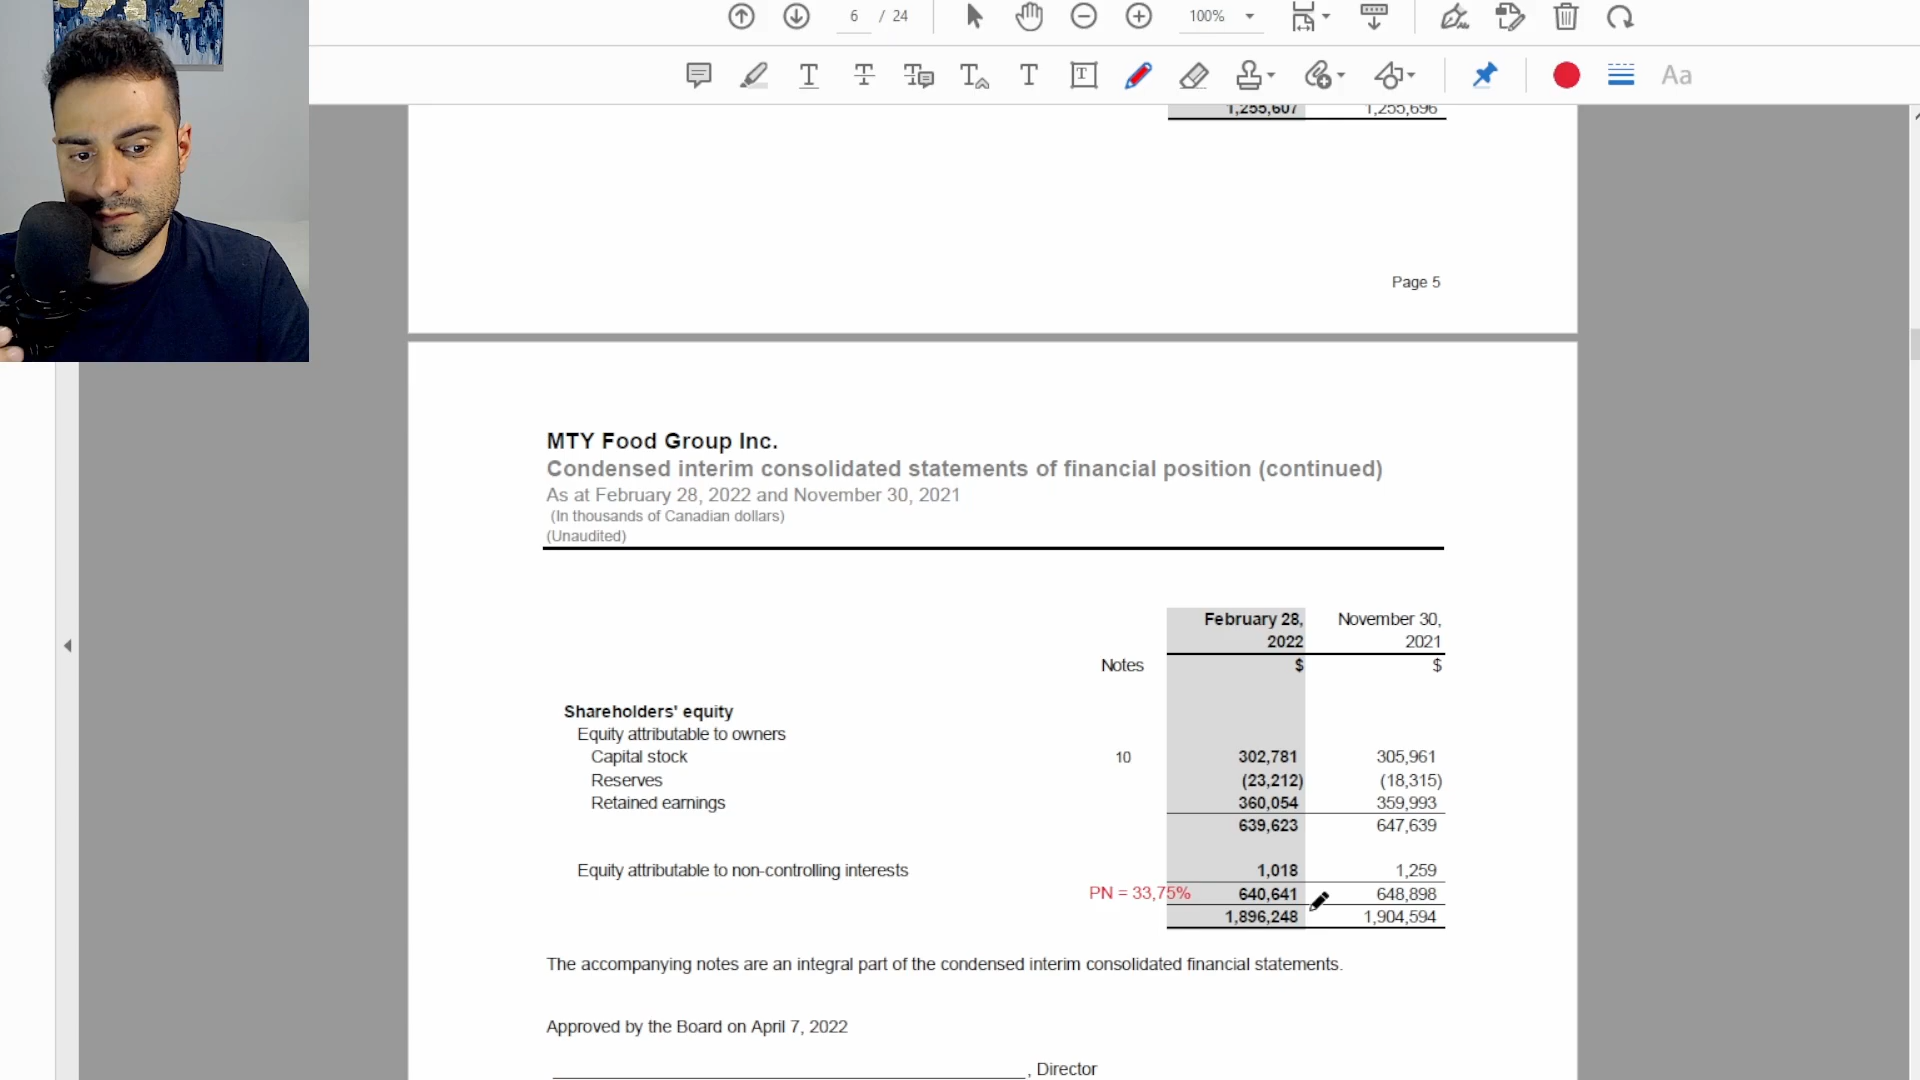 6 / 24
100%
Aa
1,255,607 1,255,696
Page 5
MTY Food Group Inc.
Condensed interim consolidated statements of financial position (continued)
As at February 28, 2022 and November 30, 2021
(In thousands of Canadian dollars)
(Unaudited)
February 28, November 30,
2022 2021
Notes $ $
Shareholders' equity
Equity attributable to owners
Capital stock 10 302,781 305,961
Reserves (23,212) (18,315)
Retained earnings 360,054 359,993
639,623 647,639
Equity attributable to non-controlling interests 1,018 1,259
PN = 33,75% 640,641 648,898
1,896,248 1,904,594
The accompanying notes are an integral part of the condensed interim consolidated financial statements.
Approved by the Board on April 7, 2022
, Director